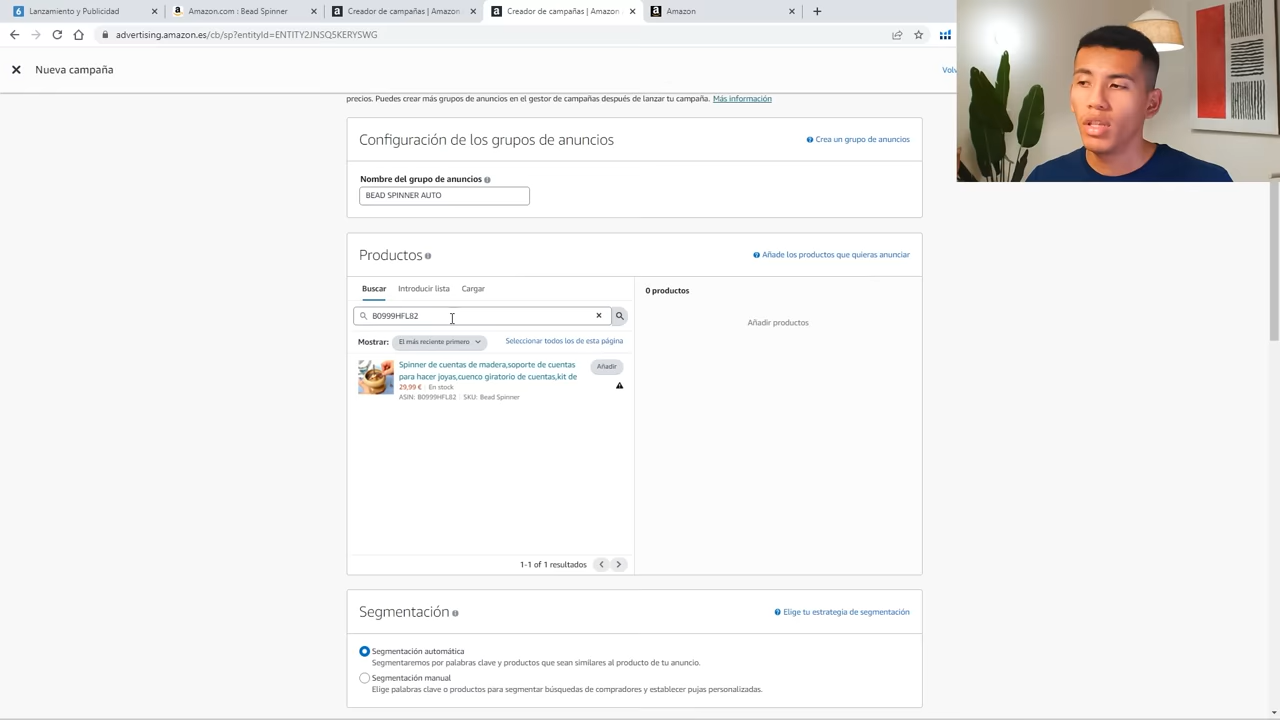 Lanzamiento y Publicidad
Amazon.com : Bead Spinner
Creador de campañas | Amazon
Creador de campañas | Amazon
Amazon
advertising.amazon.es/cb/sp?entityId=ENTITY2JNSQ5KERYSWG
Nueva campaña
Volv
precios. Puedes crear más grupos de anuncios en el gestor de campañas después de lanzar tu campaña. Más información
Configuración de los grupos de anuncios
Crea un grupo de anuncios
Nombre del grupo de anuncios
BEAD SPINNER AUTO
Productos
Añade los productos que quieras anunciar
Buscar Introducir lista Cargar
0 productos
B0999HFL82
Añadir productos
Mostrar: El más reciente primero Seleccionar todos los de esta página
Spinner de cuentas de madera,soporte de cuentas
para hacer joyas,cuenco giratorio de cuentas,kit de
Añadir
29,99 € En stock
ASIN: B0999HFL82 SKU: Bead Spinner
1-1 of 1 resultados
Segmentación
Elige tu estrategia de segmentación
Segmentación automática
Segmentaremos por palabras clave y productos que sean similares al producto de tu anuncio.
Segmentación manual
Elige palabras clave o productos para segmentar búsquedas de compradores y establecer pujas personalizadas.